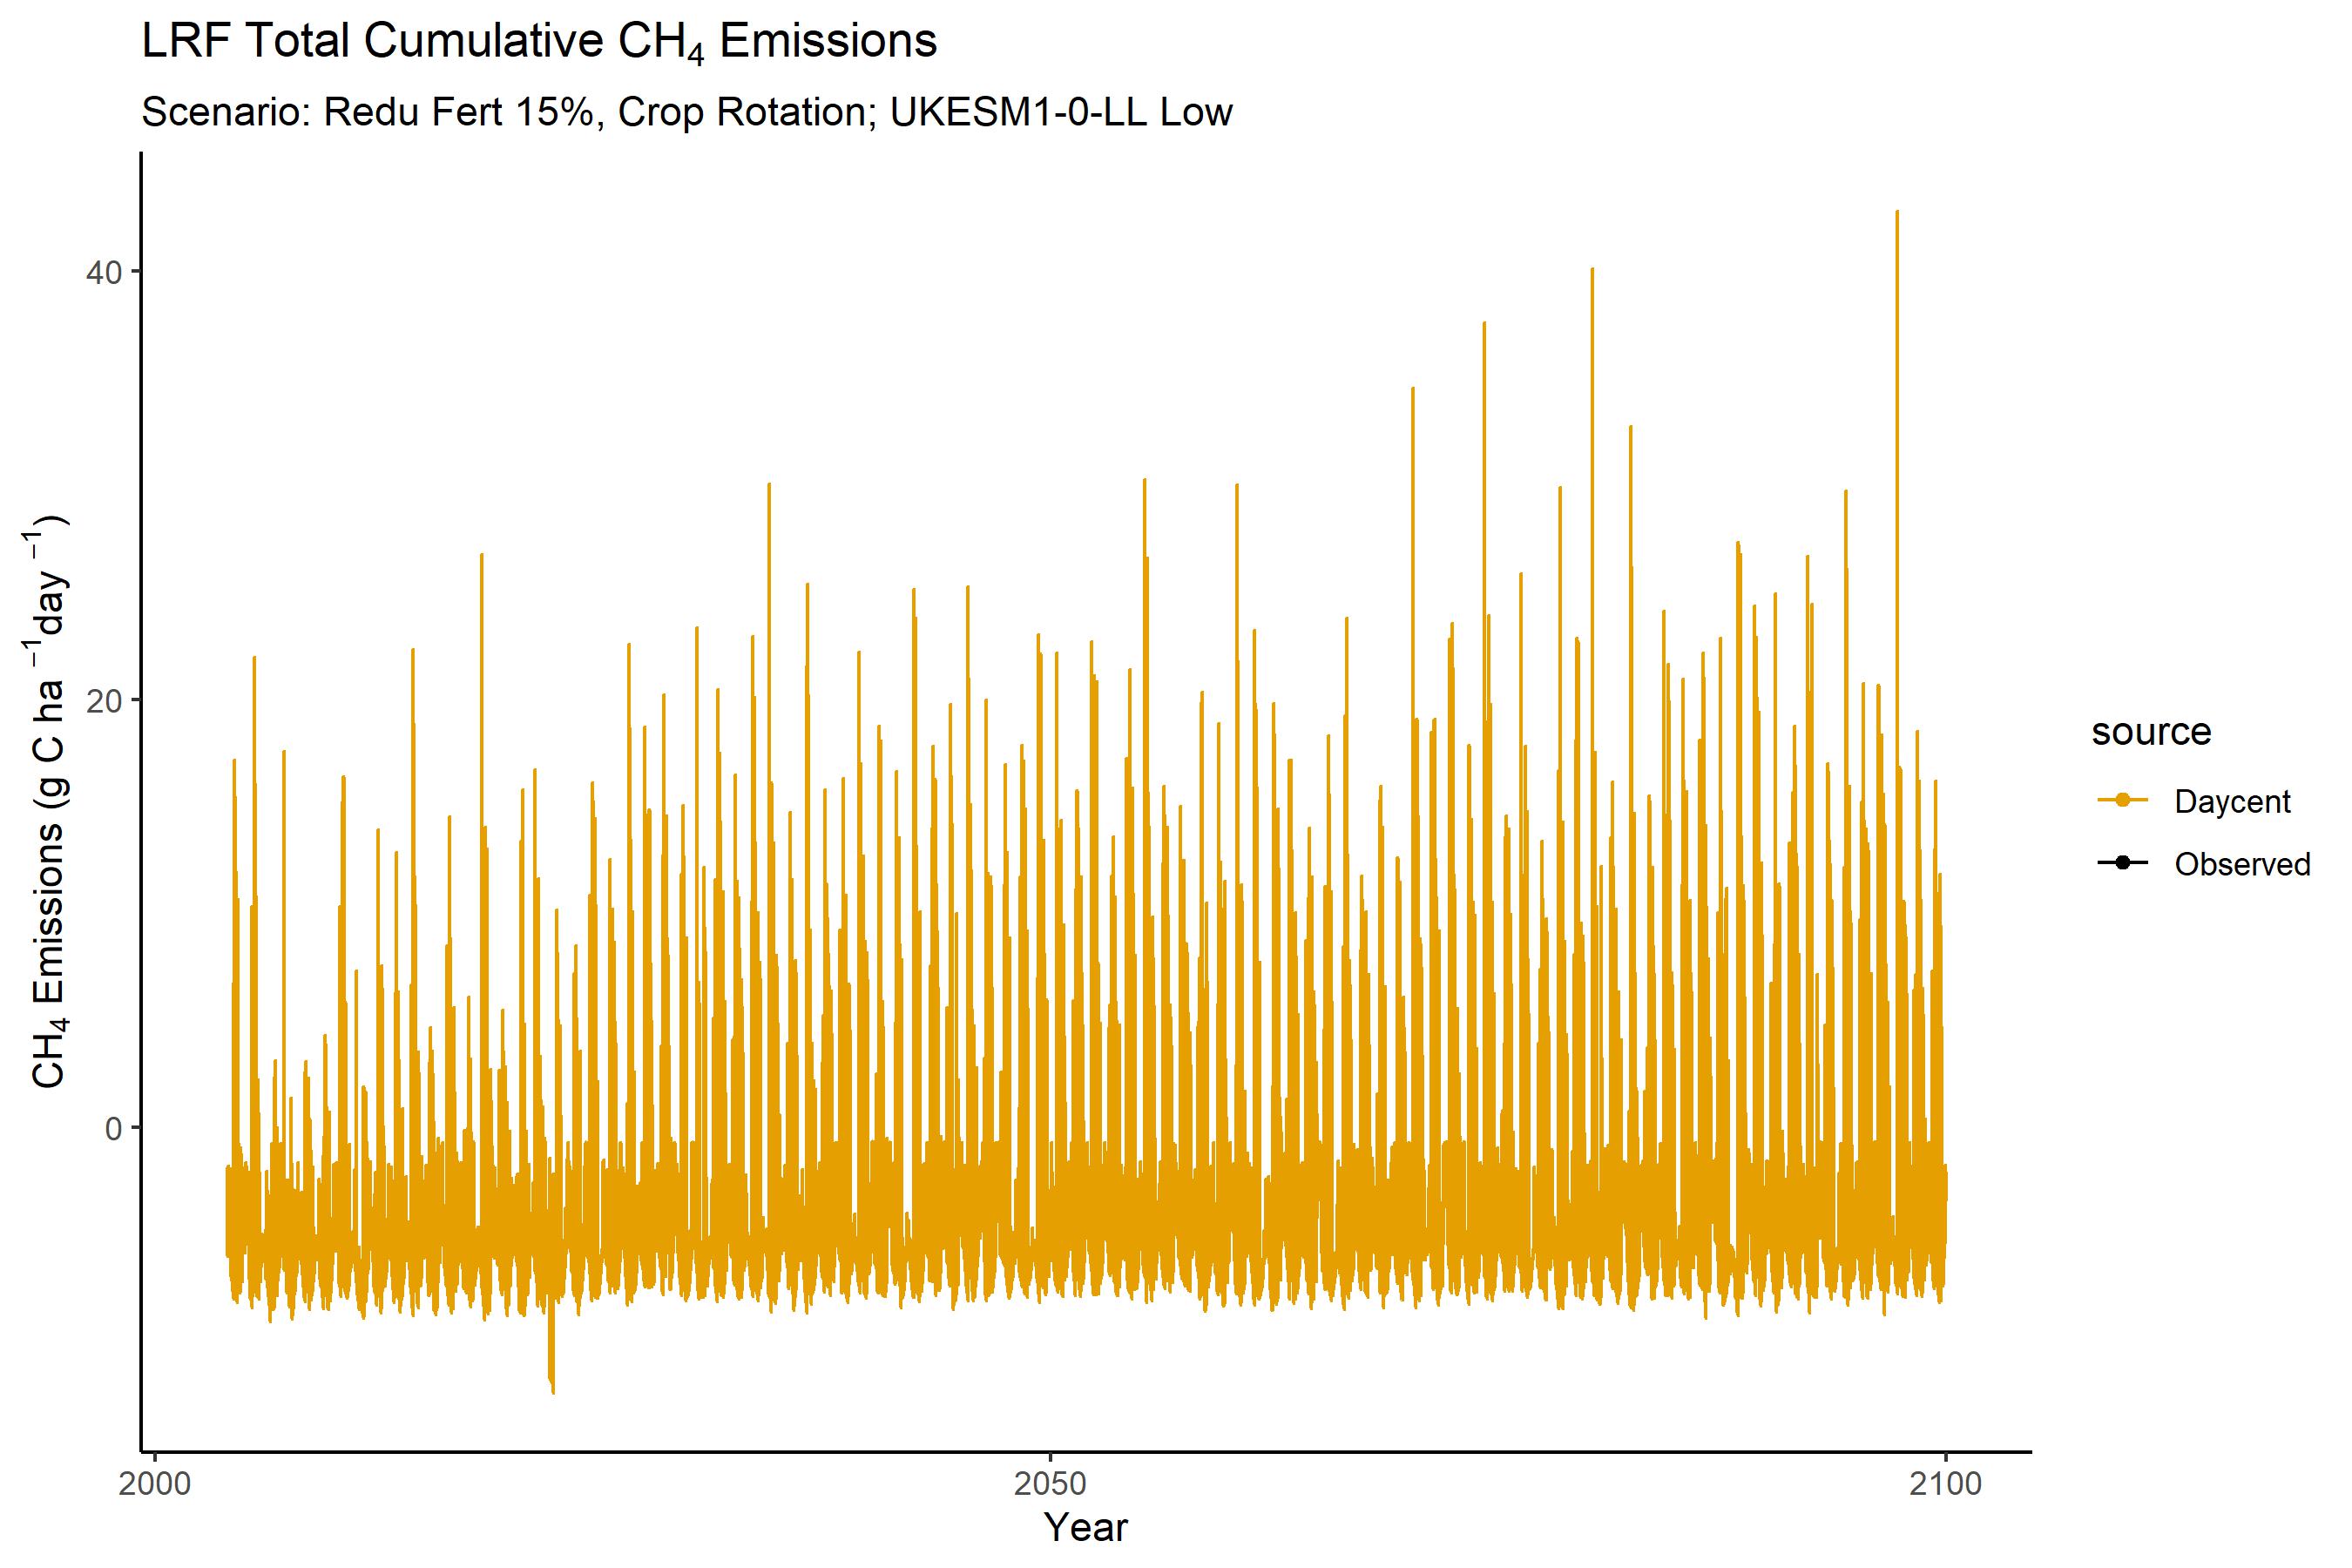 LRF Total Cumulative CH₄ Emissions
Scenario: Redu Fert 15%, Crop Rotation; UKESM1-0-LL Low
CH₄ Emissions (g C ha ⁻¹day ⁻¹)
40
20
0
2000
2050
2100
Year
source
Daycent
Observed